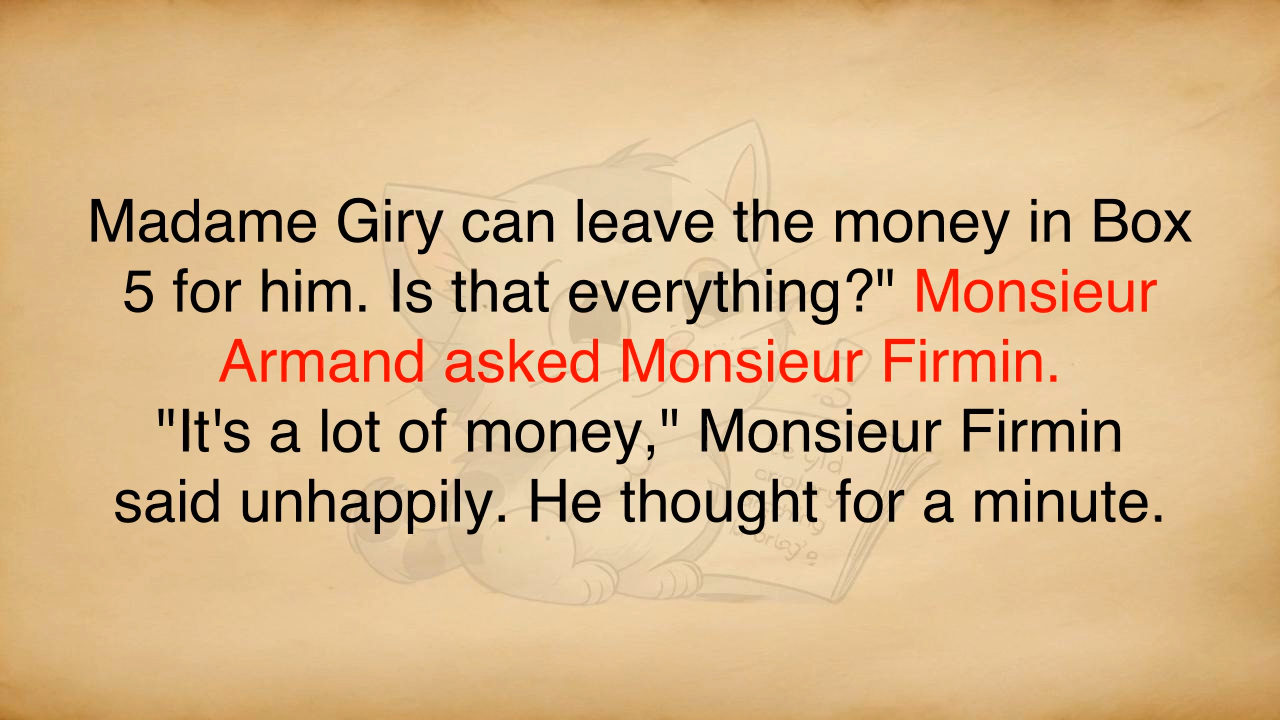 Madame Giry can leave the money in Box
5 for him. Is that everything?" Monsieur
Armand asked Monsieur Firmin.
"It's a lot of money," Monsieur Firmin
said unhappily. He thought for a minute.